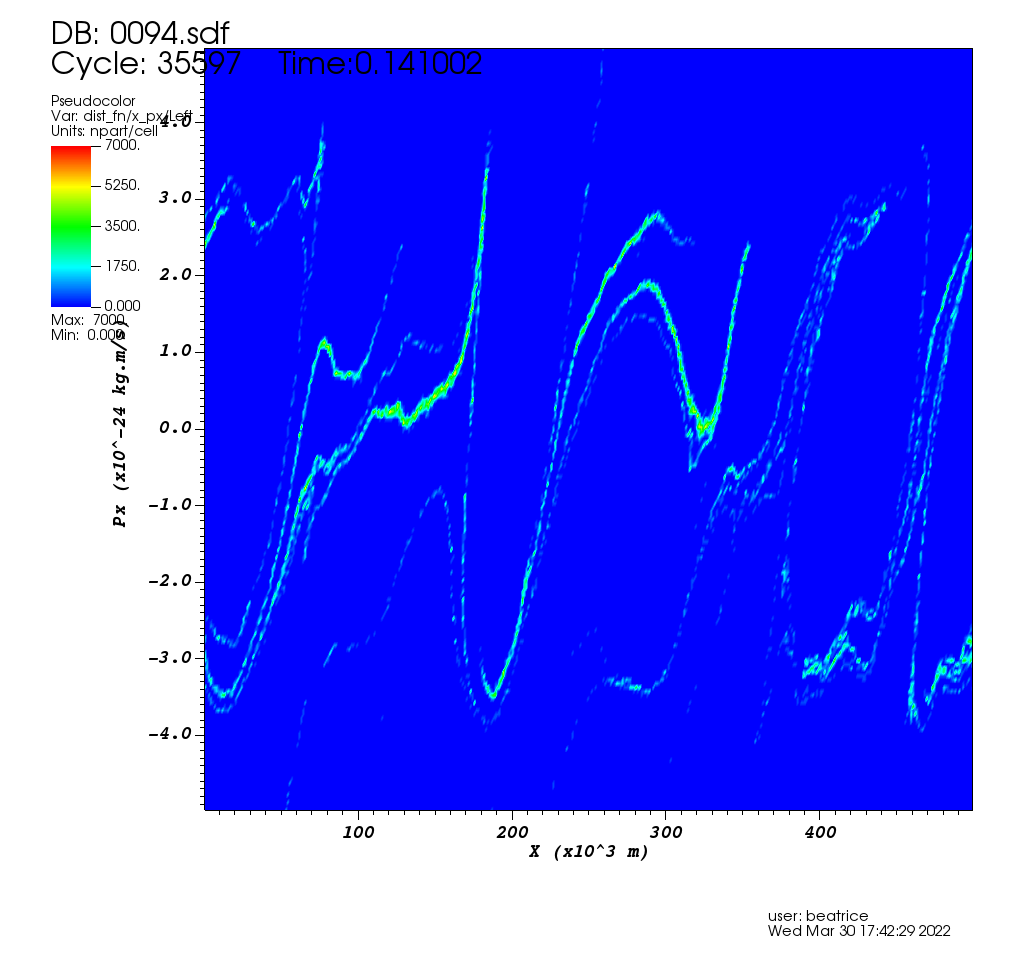 DB: 0094.sdf
Cycle: 35597 Time:0.141002
Pseudocolor
Var: dist_fn/x_px/Left
Units: npart/cell
7000.
5250.
3500.
1750.
0.000
Max: 7000.
Min: 0.000
4.0
3.0
2.0
1.0
0.0
-1.0
-2.0
-3.0
-4.0
Px (x10^-24 kg.m/s)
100
200
300
400
X (x10^3 m)
user: beatrice
Wed Mar 30 17:42:29 2022